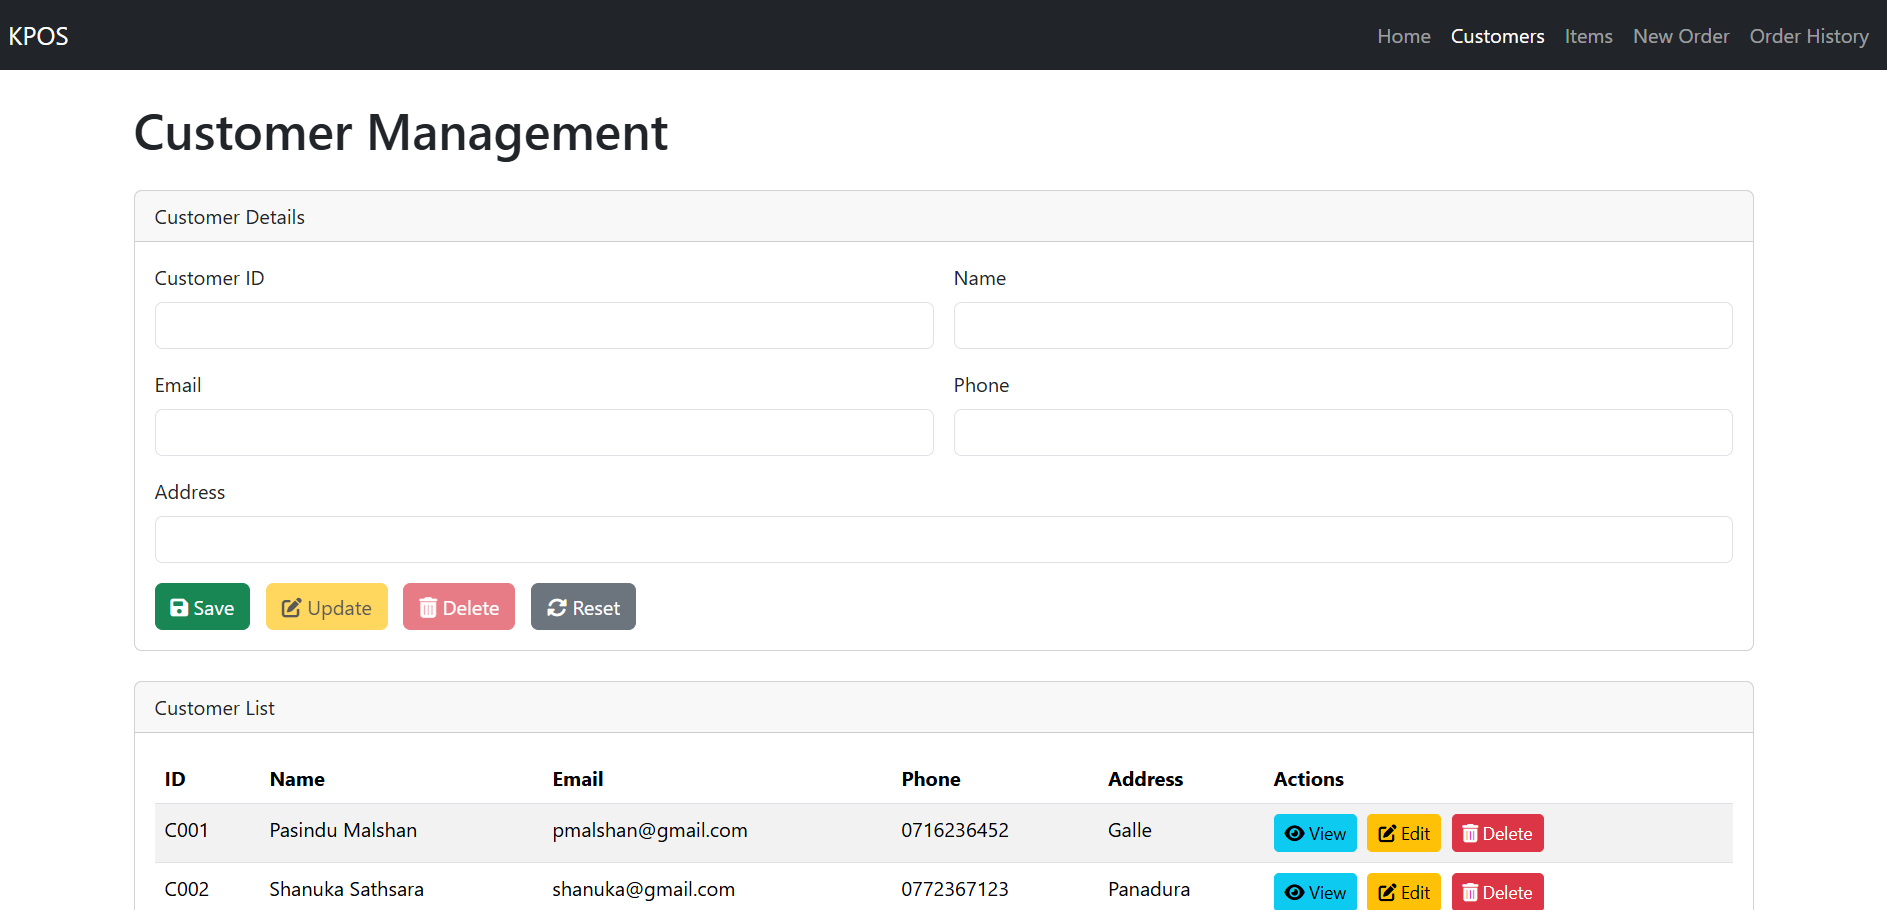 KPOS Home Customers Items New Order Order History
Customer Management
Customer Details
Customer ID Name
Email Phone
Address
Save Update Delete Reset
Customer List
ID Name Email Phone Address Actions
C001 Pasindu Malshan pmalshan@gmail.com 0716236452 Galle View Edit Delete
C002 Shanuka Sathsara shanuka@gmail.com 0772367123 Panadura View Edit Delete